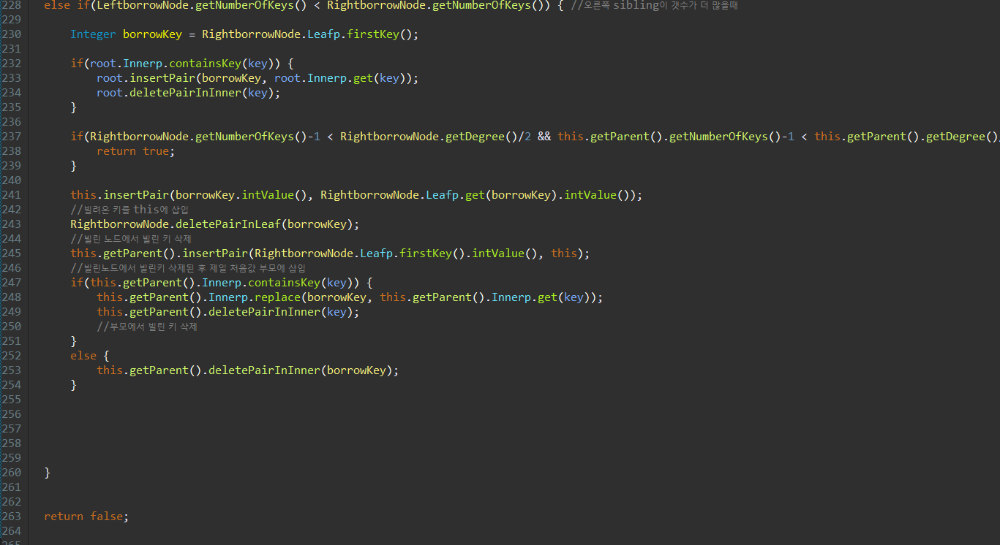 228 else if(LeftborrowNode.getNumberOfKeys() < RightborrowNode.getNumberOfKeys()) { //오른쪽 sibling이 갯수가 더 많을때
229
230 Integer borrowKey = RightborrowNode.Leafp.firstKey();
231
232 if(root.Innerp.containsKey(key)) {
233 root.insertPair(borrowKey, root.Innerp.get(key));
234 root.deletePairInInner(key);
235 }
236
237 if(RightborrowNode.getNumberOfKeys()-1 < RightborrowNode.getDegree()/2 && this.getParent().getNumberOfKeys()-1 < this.getParent().getDegree()
238 return true;
239 }
240
241 this.insertPair(borrowKey.intValue(), RightborrowNode.Leafp.get(borrowKey).intValue());
242 //빌려온 키를 this에 삽입
243 RightborrowNode.deletePairInLeaf(borrowKey);
244 //빌린 노드에서 빌린 키 삭제
245 this.getParent().insertPair(RightborrowNode.Leafp.firstKey().intValue(), this);
246 //빌린노드에서 빌린키 삭제된 후 제일 처음값 부모에 삽입
247 if(this.getParent().Innerp.containsKey(key)) {
248 this.getParent().Innerp.replace(borrowKey, this.getParent().Innerp.get(key));
249 this.getParent().deletePairInInner(key);
250 //부모에서 빌린 키 삭제
251 }
252 else {
253 this.getParent().deletePairInInner(borrowKey);
254 }
255
256
257
258
259
260 }
261
262
263 return false;
264